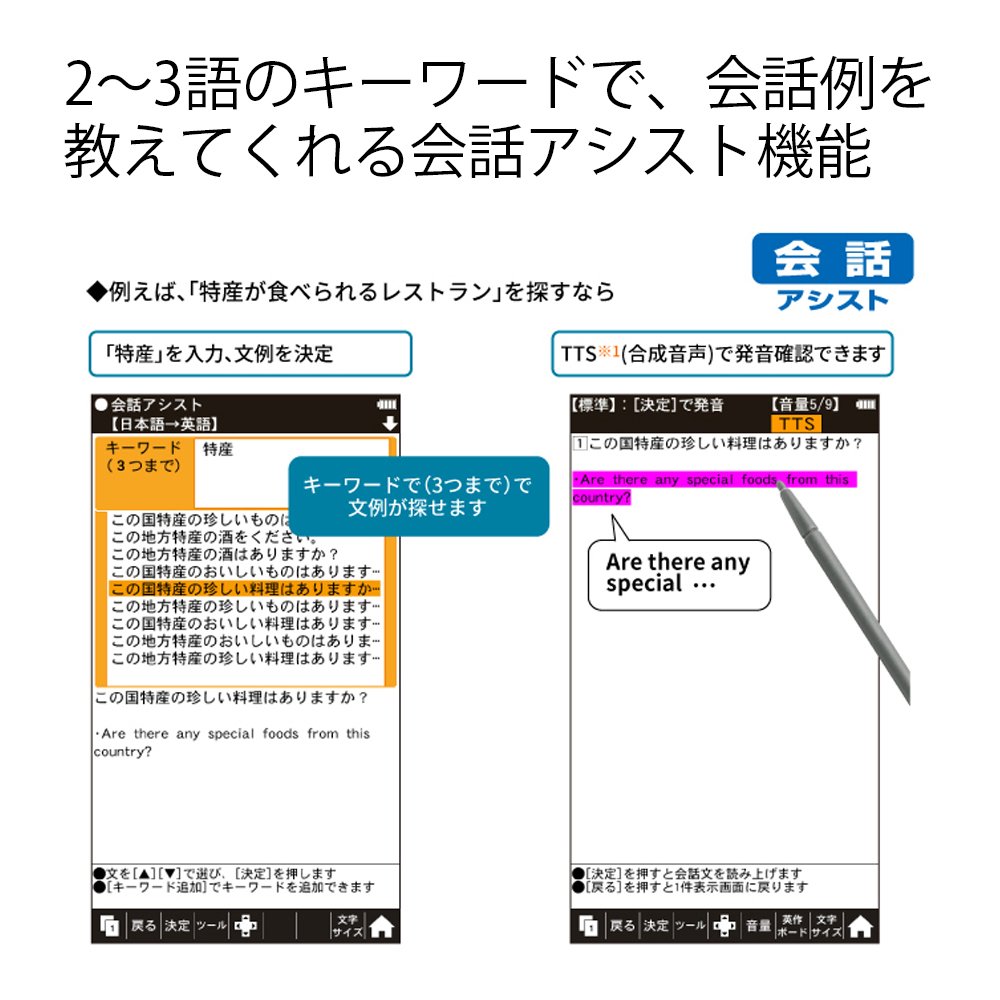 2～3語のキーワードで、会話例を
教えてくれる会話アシスト機能
会話
アシスト
◆例えば、「特産が食べられるレストラン」を探すなら
「特産」を入力、文例を決定
●会話アシスト
【日本語→英語】
キーワード
（3つまで）
特産
キーワードで（3つまで）で
文例が探せます
この国特産の珍しいものは
この地方特産の酒をください。
この地方特産の酒はありますか？
この国特産のおいしいものはあります…
この国特産の珍しい料理はありますか…
この地方特産の珍しいものはあります…
この国特産のおいしい料理はあります…
この地方特産のおいしいものはありま…
この地方特産の珍しい料理はあります…
この国特産の珍しい料理はありますか？
・Are there any special foods from this
country?
●文を[▲][▼]で選び、[決定]を押します
●[キーワード追加]でキーワードを追加できます
1 戻る 決定 ツール 文字サイズ
TTS※1(合成音声)で発音確認できます
【標準】：[決定]で発音 【音量5/9】
TTS
1この国特産の珍しい料理はありますか？
・Are there any special foods from this
country?
Are there any
special …
●[決定]を押すと会話文を読み上げます
●[戻る]を押すと1件表示画面に戻ります
1 戻る 決定 ツール 音量 英作ボード 文字サイズ